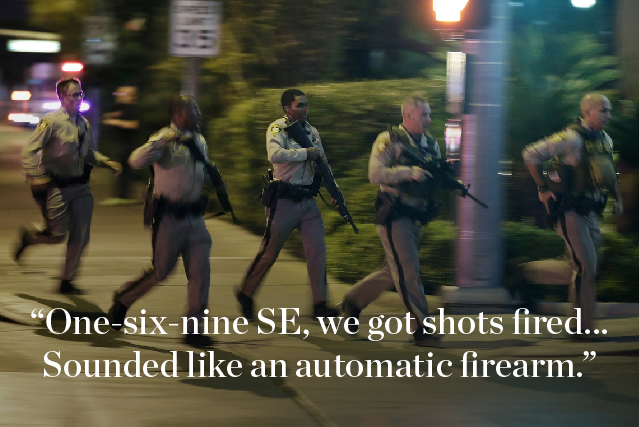 “One-six-nine SE, we got shots fired...
Sounded like an automatic firearm.”